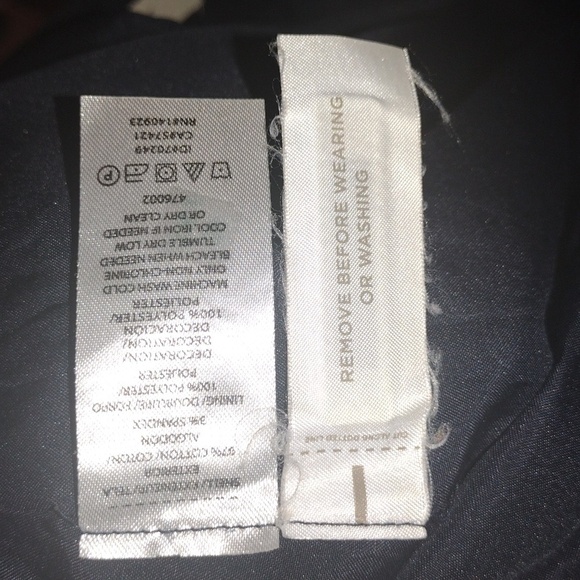 SHELL/ EXTERIEUR/ TELA
EXTERIOR
97% COTTON/ COTON/
ALGODON
3% SPANDEX
LINING/ DOUBLURE/ FORRO
100% POLYESTER/
POLIESTER
DECORATION/
DECORATION/
DECORACION
100% POLYESTER/
POLIESTER
MACHINE WASH COLD
ONLY NON-CHLORINE
BLEACH WHEN NEEDED
TUMBLE DRY LOW
COOL IRON IF NEEDED
OR DRY CLEAN
476002
P
ID#670249
CA#57421
RN#140923
REMOVE BEFORE WEARING
OR WASHING
CUT ALONG DOTTED LINE